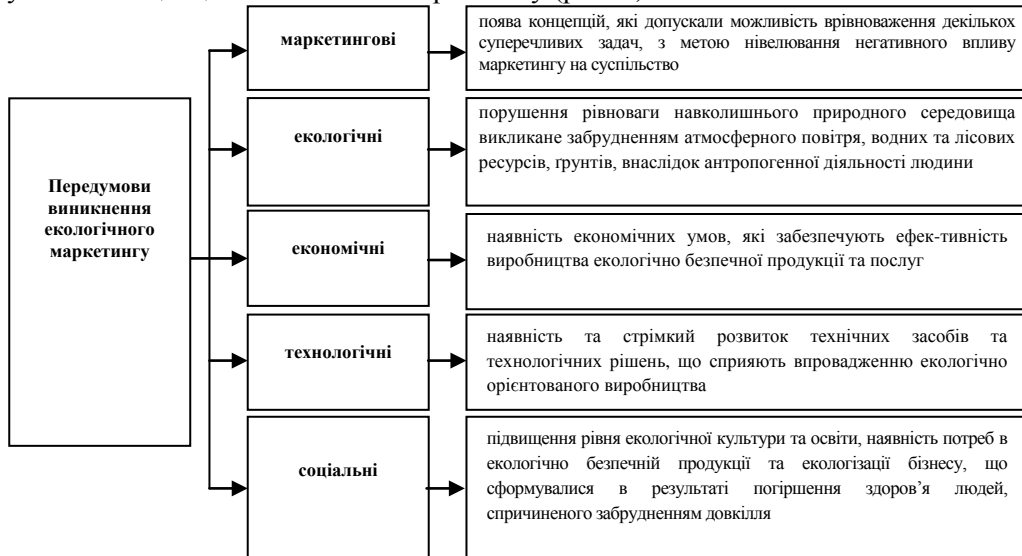 маркетингові
поява концепцій, які допускали можливість врівноваження декількох
суперечливих задач, з метою нівелювання негативного впливу
маркетингу на суспільство
Передумови
виникнення
екологічного
маркетингу
екологічні
порушення рівноваги навколишнього природного середовища
викликане забрудненням атмосферного повітря, водних та лісових
ресурсів, ґрунтів, внаслідок антропогенної діяльності людини
економічні
наявність економічних умов, які забезпечують ефек-тивність
виробництва екологічно безпечної продукції та послуг
технологічні
наявність та стрімкий розвиток технічних засобів та
технологічних рішень, що сприяють впровадженню екологічно
орієнтованого виробництва
соціальні
підвищення рівня екологічної культури та освіти, наявність потреб в
екологічно безпечній продукції та екологізації бізнесу, що
сформувалися в результаті погіршення здоров’я людей,
спричиненого забрудненням довкілля